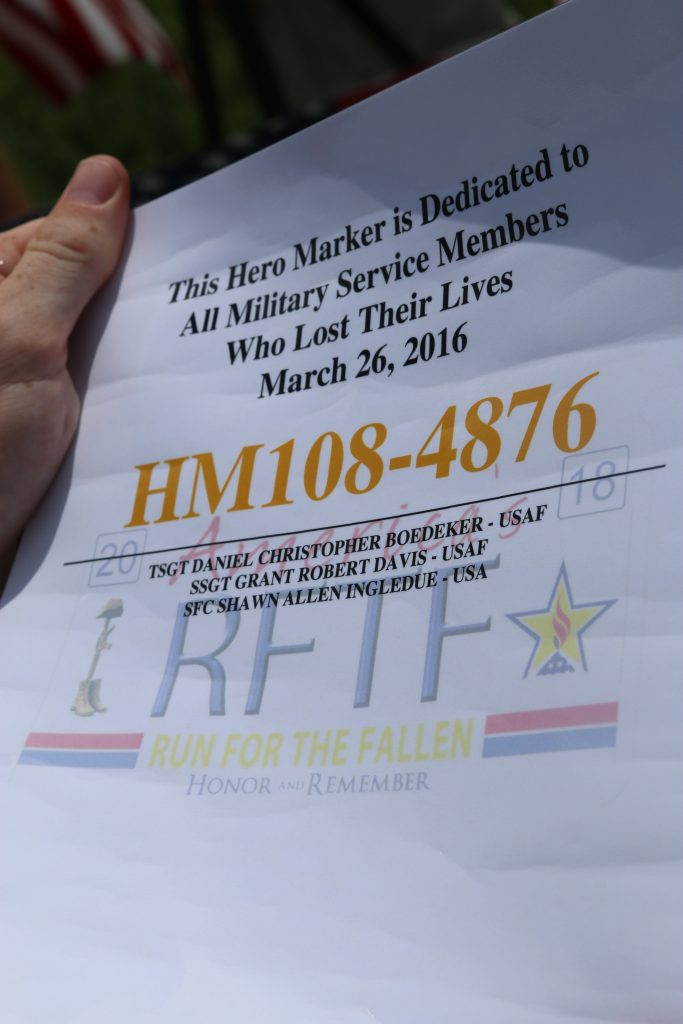 This Hero Marker is Dedicated to
All Military Service Members
Who Lost Their Lives
March 26, 2016
HM108-4876
20 America's 18
TSGT DANIEL CHRISTOPHER BOEDEKER - USAF
SSGT GRANT ROBERT DAVIS - USAF
SFC SHAWN ALLEN INGLEDUE - USA
RFTF
RUN FOR THE FALLEN
HONOR AND REMEMBER